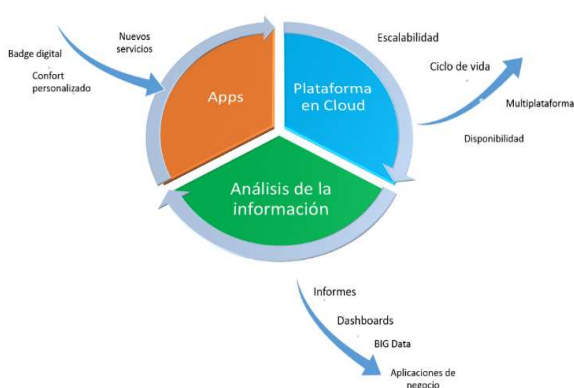 Nuevos
servicios
Badge digital
Confort
personalizado
Apps
Plataforma
en Cloud
Escalabilidad
Ciclo de vida
Multiplataforma
Disponibilidad
Análisis de la
información
Informes
Dashboards
BIG Data
Aplicaciones de
negocio